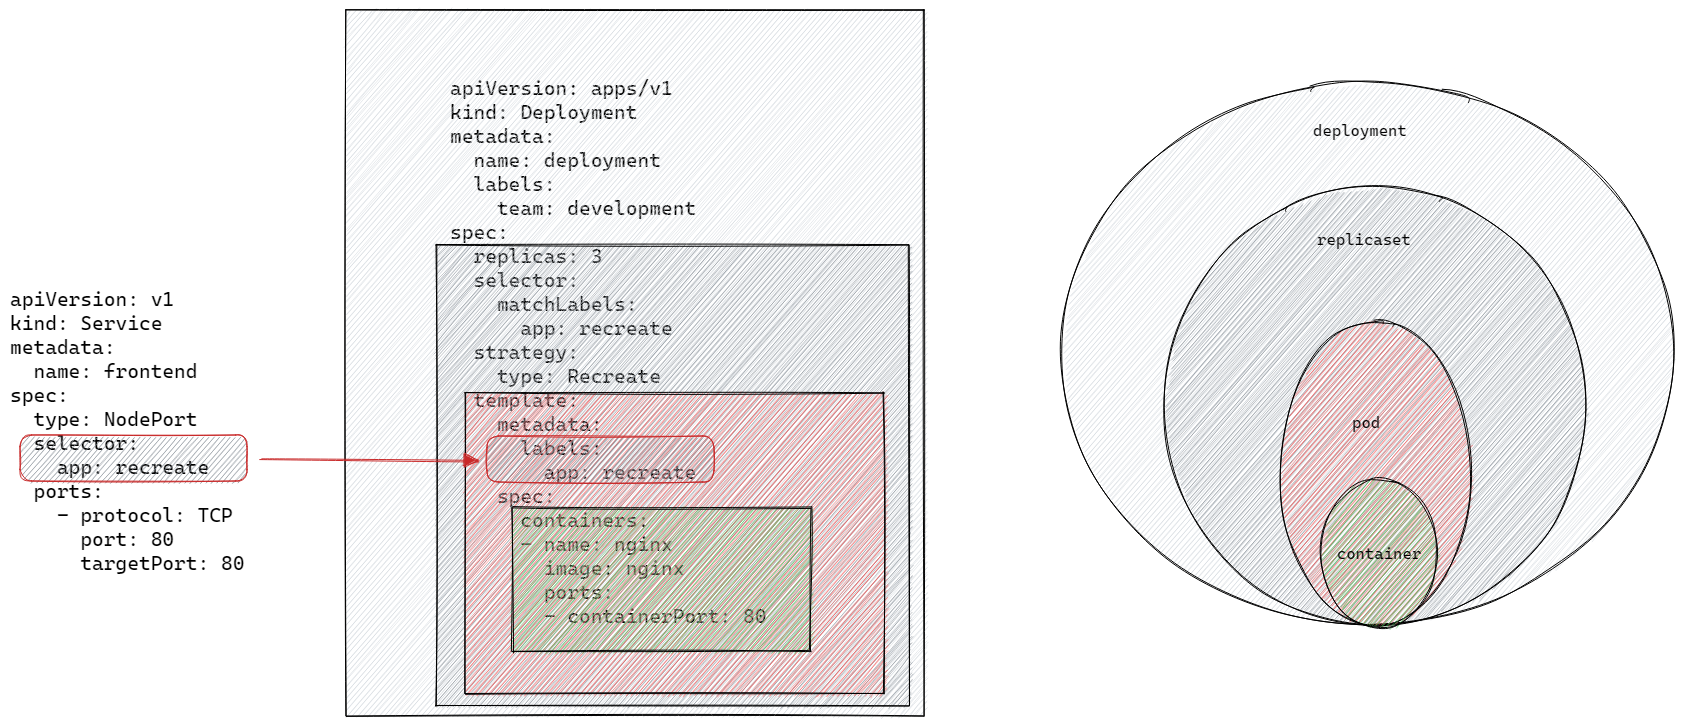 apiVersion: v1
kind: Service
metadata:
  name: frontend
spec:
  type: NodePort
  selector:
    app: recreate
  ports:
    - protocol: TCP
      port: 80
      targetPort: 80
apiVersion: apps/v1
kind: Deployment
metadata:
  name: deployment
  labels:
    team: development
spec:
  replicas: 3
  selector:
    matchLabels:
      app: recreate
  strategy:
    type: Recreate
  template:
    metadata:
      labels:
        app: recreate
    spec:
      containers:
      - name: nginx
        image: nginx
        ports:
        - containerPort: 80
deployment
replicaset
pod
container